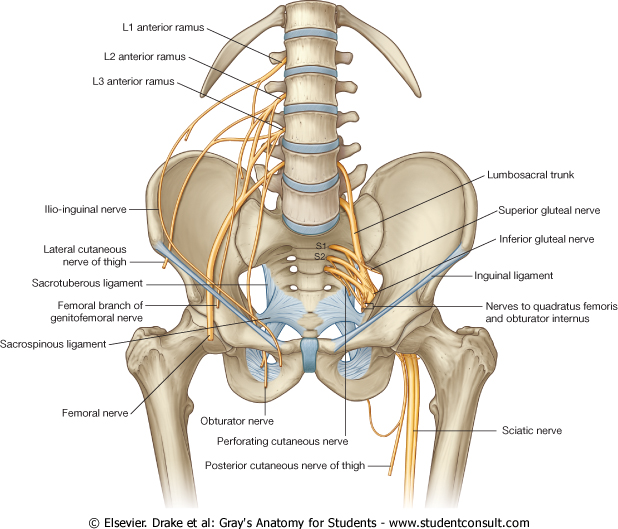 L1 anterior ramus
L2 anterior ramus
L3 anterior ramus
Ilio-inguinal nerve
Lateral cutaneous
nerve of thigh
Sacrotuberous ligament
Femoral branch of
genitofemoral nerve
Sacrospinous ligament
Femoral nerve
Obturator nerve
Perforating cutaneous nerve
Posterior cutaneous nerve of thigh
S1
S2
Lumbosacral trunk
Superior gluteal nerve
Inferior gluteal nerve
Inguinal ligament
Nerves to quadratus femoris
and obturator internus
Sciatic nerve
© Elsevier. Drake et al: Gray's Anatomy for Students - www.studentconsult.com